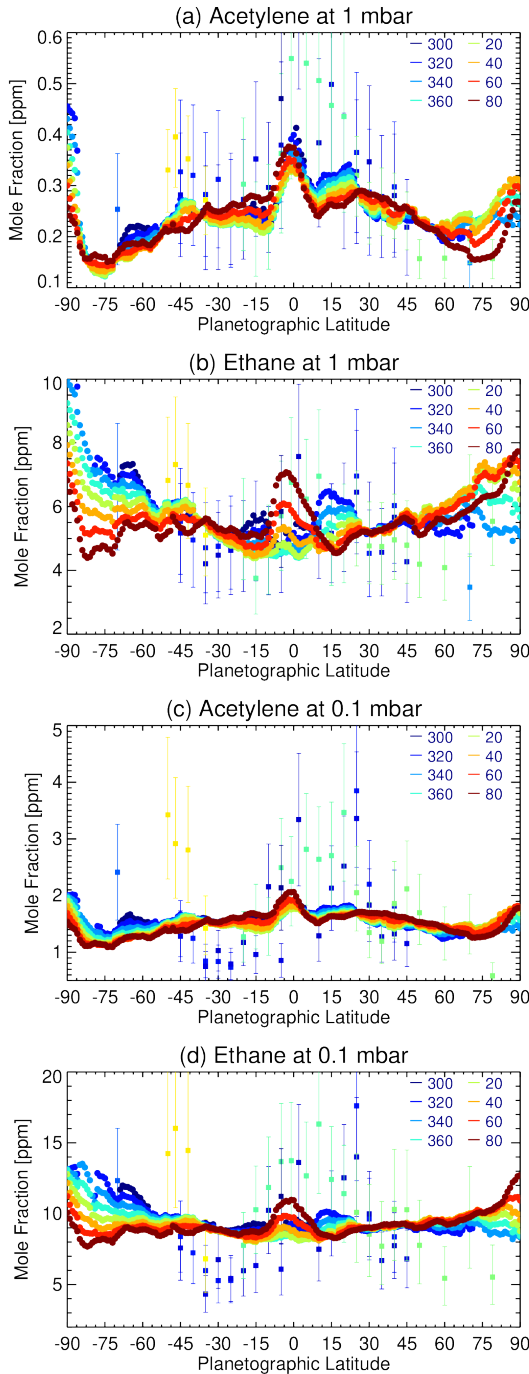 (a) Acetylene at 1 mbar
0.6
0.5
0.4
0.3
0.2
0.1
Mole Fraction [ppm]
300 20
320 40
340 60
360 80
-90 -75 -60 -45 -30 -15 0 15 30 45 60 75 90
Planetographic Latitude
(b) Ethane at 1 mbar
10
8
6
4
2
Mole Fraction [ppm]
300 20
320 40
340 60
360 80
-90 -75 -60 -45 -30 -15 0 15 30 45 60 75 90
Planetographic Latitude
(c) Acetylene at 0.1 mbar
5
4
3
2
1
Mole Fraction [ppm]
300 20
320 40
340 60
360 80
-90 -75 -60 -45 -30 -15 0 15 30 45 60 75 90
Planetographic Latitude
(d) Ethane at 0.1 mbar
20
15
10
5
Mole Fraction [ppm]
300 20
320 40
340 60
360 80
-90 -75 -60 -45 -30 -15 0 15 30 45 60 75 90
Planetographic Latitude